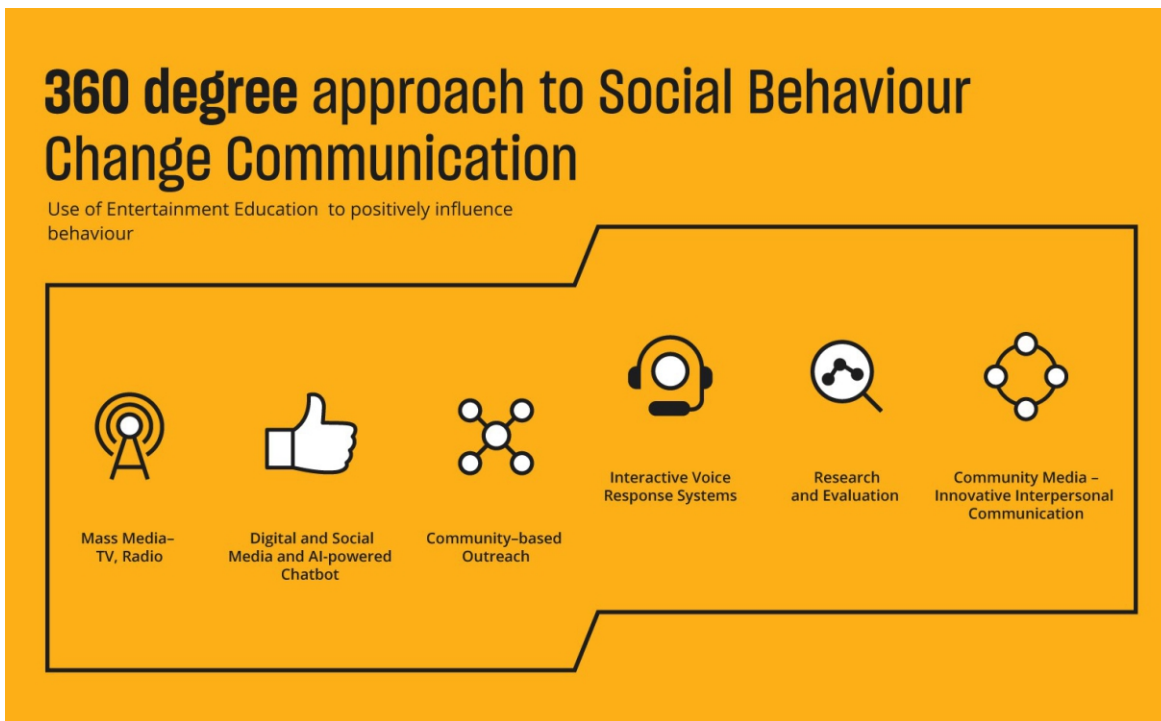 360 degree approach to Social Behaviour
Change Communication
Use of Entertainment Education to positively influence
behaviour
Mass Media–
TV, Radio
Digital and Social
Media and AI-powered
Chatbot
Community–based
Outreach
Interactive Voice
Response Systems
Research
and Evaluation
Community Media –
Innovative Interpersonal
Communication